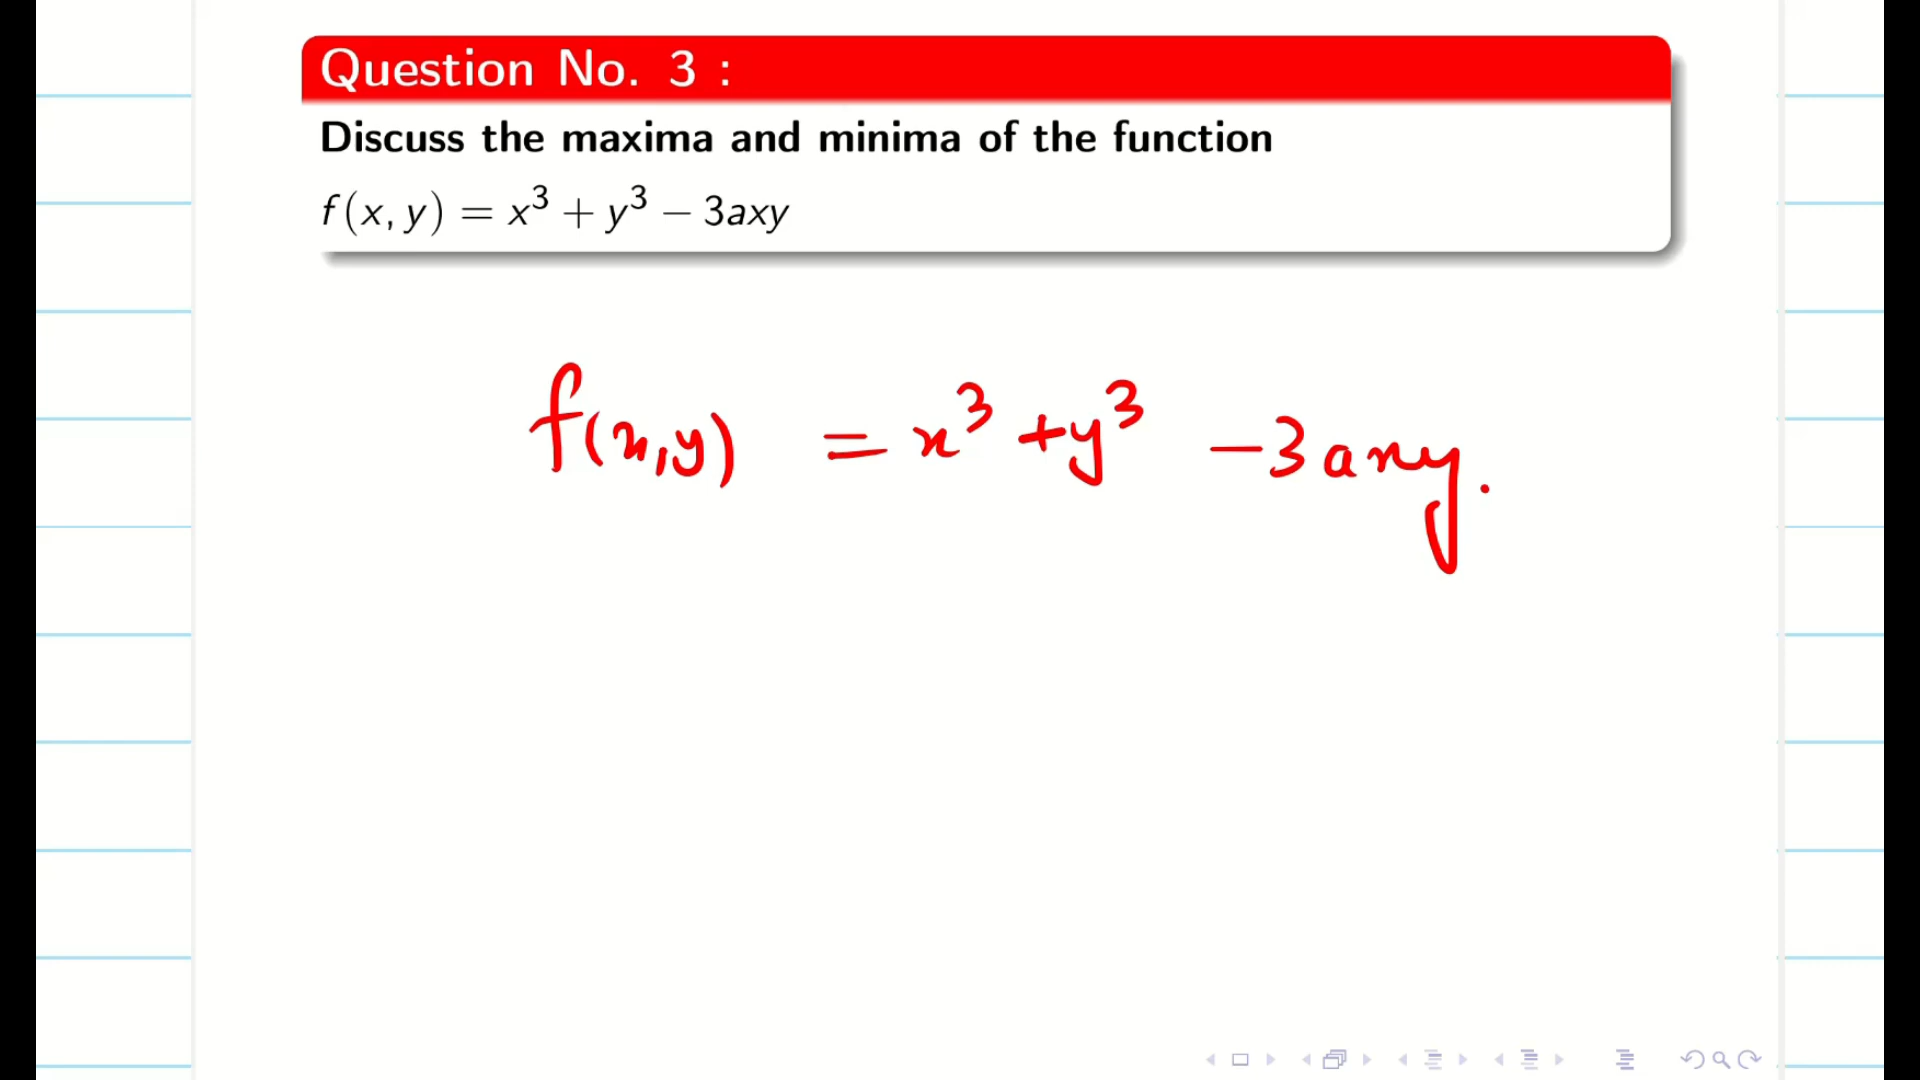 Question No. 3 :
Discuss the maxima and minima of the function
f(x, y) = x³ + y³ − 3axy
f(x,y) = x³ + y³ − 3axy.